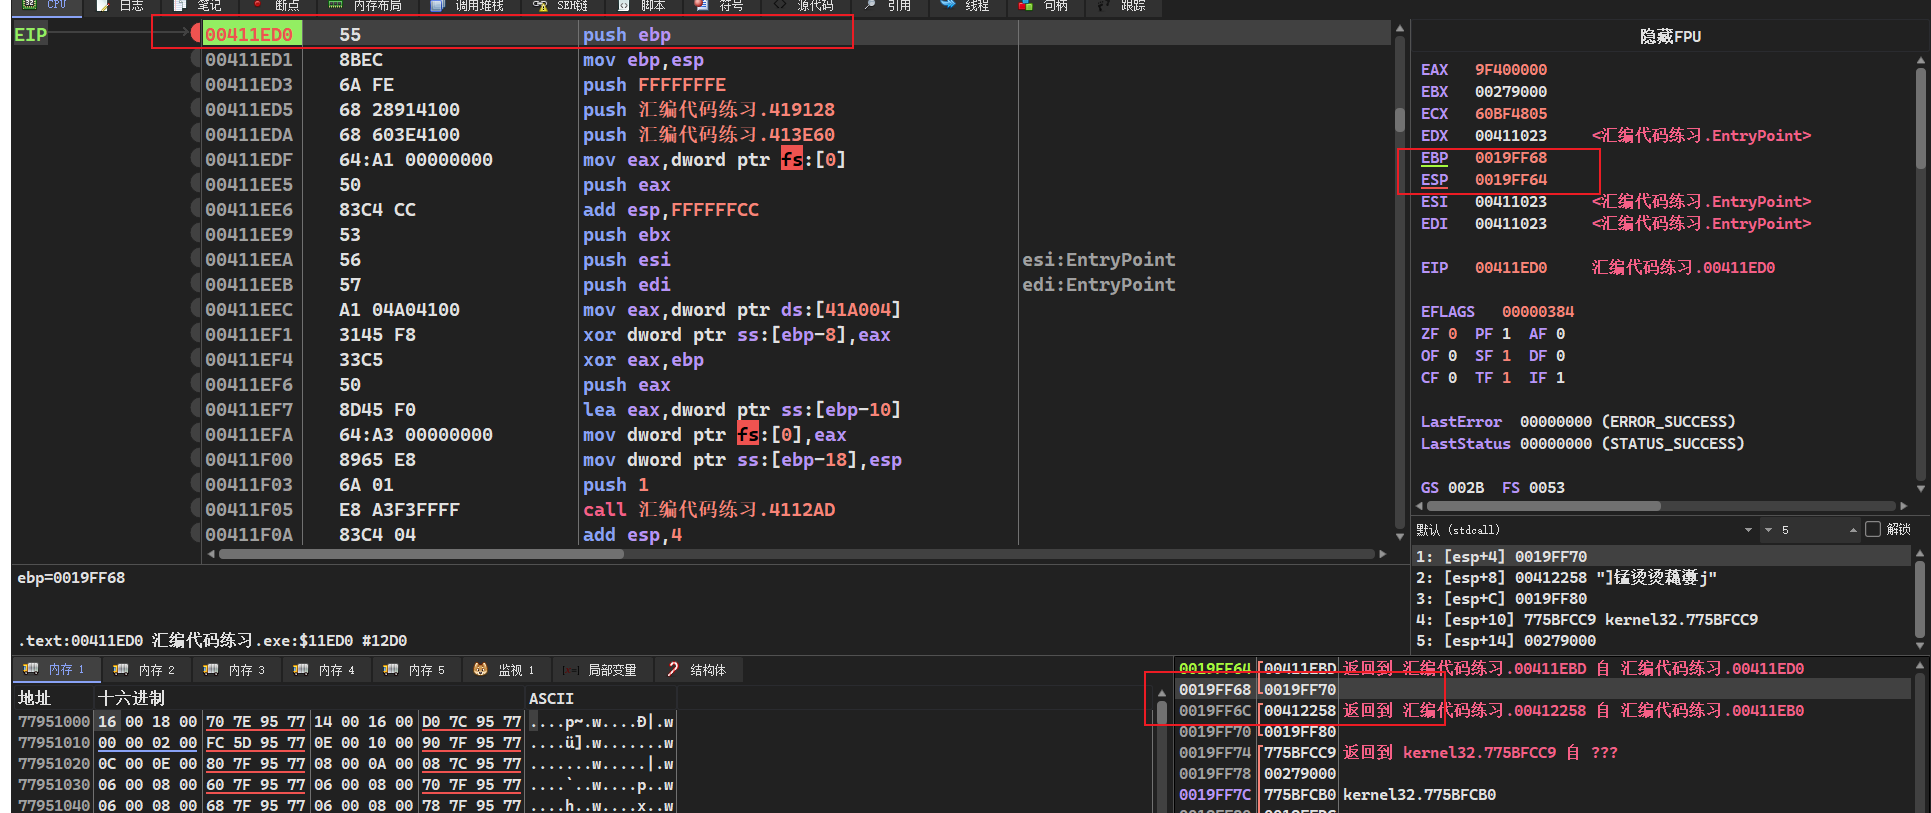 CPU 日志 笔记 断点 内存布局 调用堆栈 SEH链 脚本 符号 源代码 引用 线程 句柄 跟踪
EIP 00411ED0 55 push ebp
00411ED1 8BEC mov ebp,esp
00411ED3 6A FE push FFFFFFFE
00411ED5 68 28914100 push 汇编代码练习.419128
00411EDA 68 603E4100 push 汇编代码练习.413E60
00411EDF 64:A1 00000000 mov eax,dword ptr fs:[0]
00411EE5 50 push eax
00411EE6 83C4 CC add esp,FFFFFFCC
00411EE9 53 push ebx
00411EEA 56 push esi esi:EntryPoint
00411EEB 57 push edi edi:EntryPoint
00411EEC A1 04A04100 mov eax,dword ptr ds:[41A004]
00411EF1 3145 F8 xor dword ptr ss:[ebp-8],eax
00411EF4 33C5 xor eax,ebp
00411EF6 50 push eax
00411EF7 8D45 F0 lea eax,dword ptr ss:[ebp-10]
00411EFA 64:A3 00000000 mov dword ptr fs:[0],eax
00411F00 8965 E8 mov dword ptr ss:[ebp-18],esp
00411F03 6A 01 push 1
00411F05 E8 A3F3FFFF call 汇编代码练习.4112AD
00411F0A 83C4 04 add esp,4
隐藏FPU
EAX 9F400000
EBX 00279000
ECX 60BF4805
EDX 00411023 <汇编代码练习.EntryPoint>
EBP 0019FF68
ESP 0019FF64
ESI 00411023 <汇编代码练习.EntryPoint>
EDI 00411023 <汇编代码练习.EntryPoint>
EIP 00411ED0 汇编代码练习.00411ED0
EFLAGS 00000384
ZF 0 PF 1 AF 0
OF 0 SF 1 DF 0
CF 0 TF 1 IF 1
LastError 00000000 (ERROR_SUCCESS)
LastStatus 00000000 (STATUS_SUCCESS)
GS 002B FS 0053
默认 (stdcall) 5 解锁
1: [esp+4] 0019FF70
2: [esp+8] 00412258 "]锰烫烫蘒虁j"
3: [esp+C] 0019FF80
4: [esp+10] 775BFCC9 kernel32.775BFCC9
5: [esp+14] 00279000
ebp=0019FF68
.text:00411ED0 汇编代码练习.exe:$11ED0 #12D0
内存 1 内存 2 内存 3 内存 4 内存 5 监视 1 局部变量 结构体
地址 十六进制 ASCII
77951000 16 00 18 00 70 7E 95 77 14 00 16 00 D0 7C 95 77 ....p~.w....Ð|.w
77951010 00 00 02 00 FC 5D 95 77 0E 00 10 00 90 7F 95 77 ....ü].w.......w
77951020 0C 00 0E 00 80 7F 95 77 08 00 0A 00 08 7C 95 77 .......w.....|.w
77951030 06 00 08 00 60 7F 95 77 06 00 08 00 70 7F 95 77 ....`..w....p..w
77951040 06 00 08 00 68 7F 95 77 06 00 08 00 78 7F 95 77 ....h..w....x..w
0019FF64 00411EBD 返回到 汇编代码练习.00411EBD 自 汇编代码练习.00411ED0
0019FF68 0019FF70
0019FF6C 00412258 返回到 汇编代码练习.00412258 自 汇编代码练习.00411EB0
0019FF70 0019FF80
0019FF74 775BFCC9 返回到 kernel32.775BFCC9 自 ???
0019FF78 00279000
0019FF7C 775BFCB0 kernel32.775BFCB0